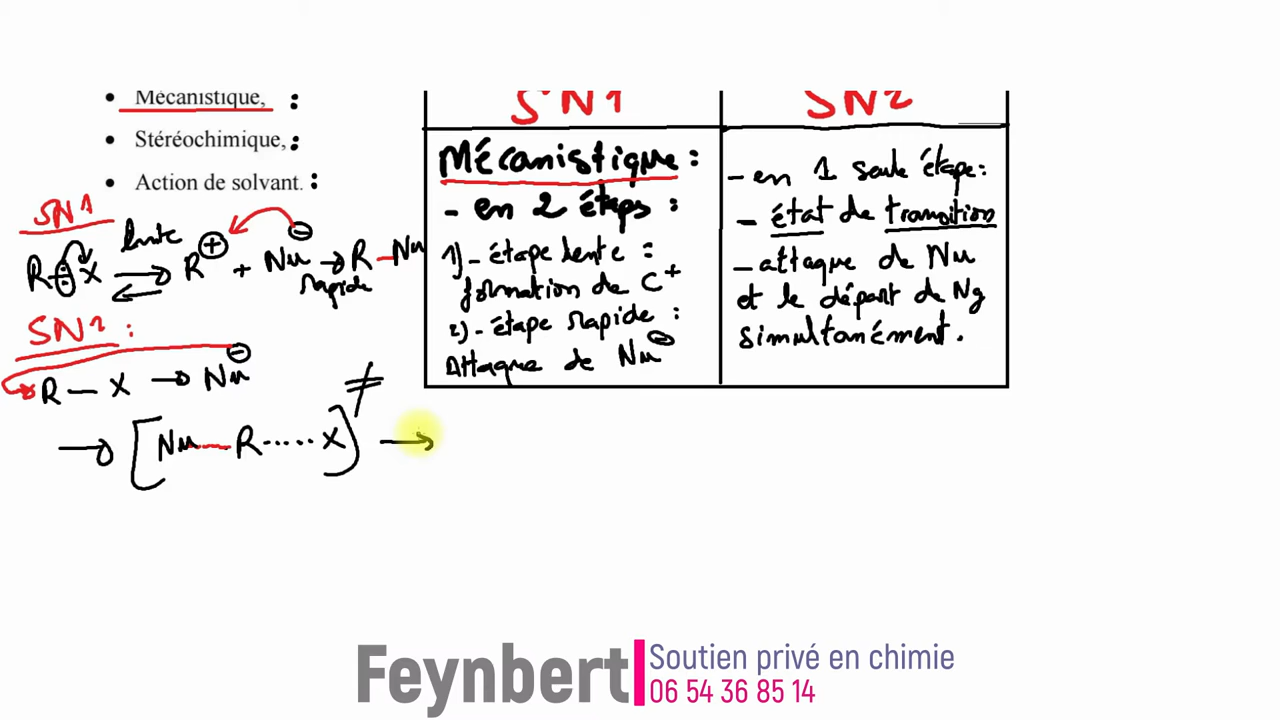 • Mécanistique, :
• Stéréochimique, :
• Action de solvant. :
SN1
R : X ⇌ lente R⊕ + Nu⊖ → rapide R — Nu
SN2 :
R — X → Nu⊖
→ [Nu — R ..... X]≠ →
SN1
Mécanistique :
- en 2 étaps :
1) - étape lente :
formation de C+
2) - étape rapide :
Attaque de Nu⊖
SN2
- en 1 seule étape :
- état de transition
- attaque de Nu
et le départ de Ng
simultanément.
Feynbert
Soutien privé en chimie
06 54 36 85 14